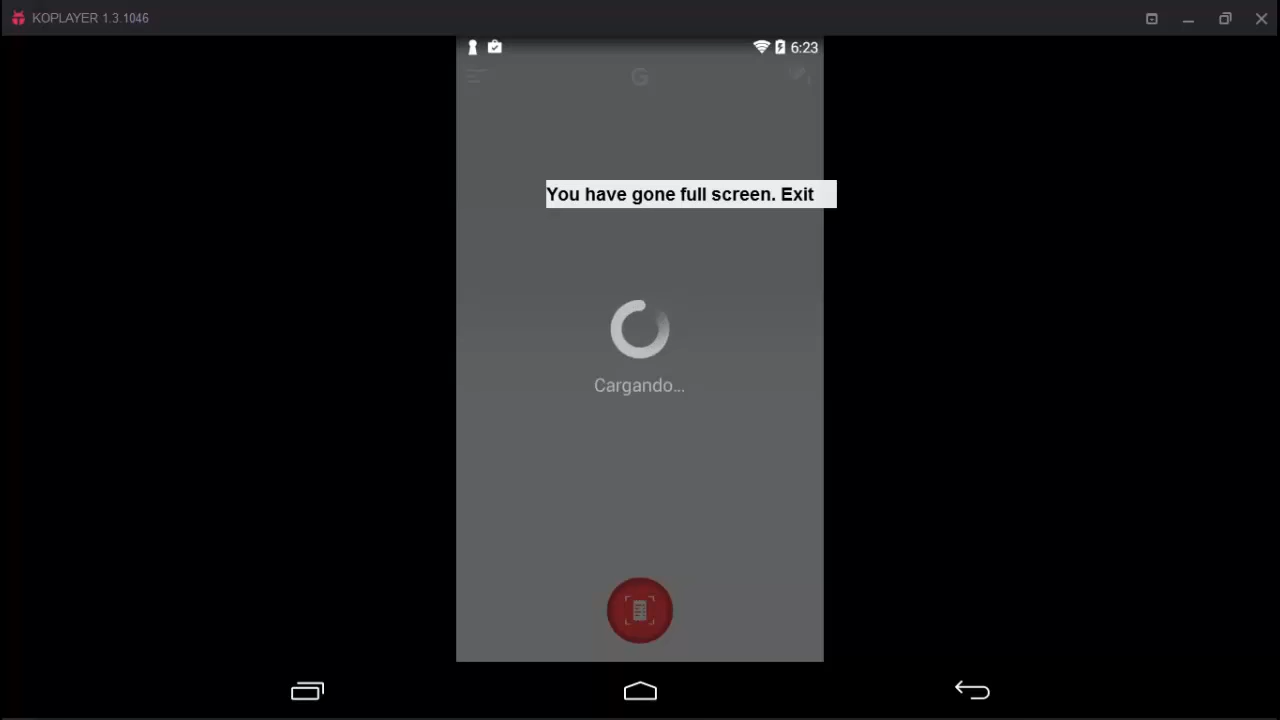 KOPLAYER 1.3.1046
6:23
G
You have gone full screen. Exit
Cargando...